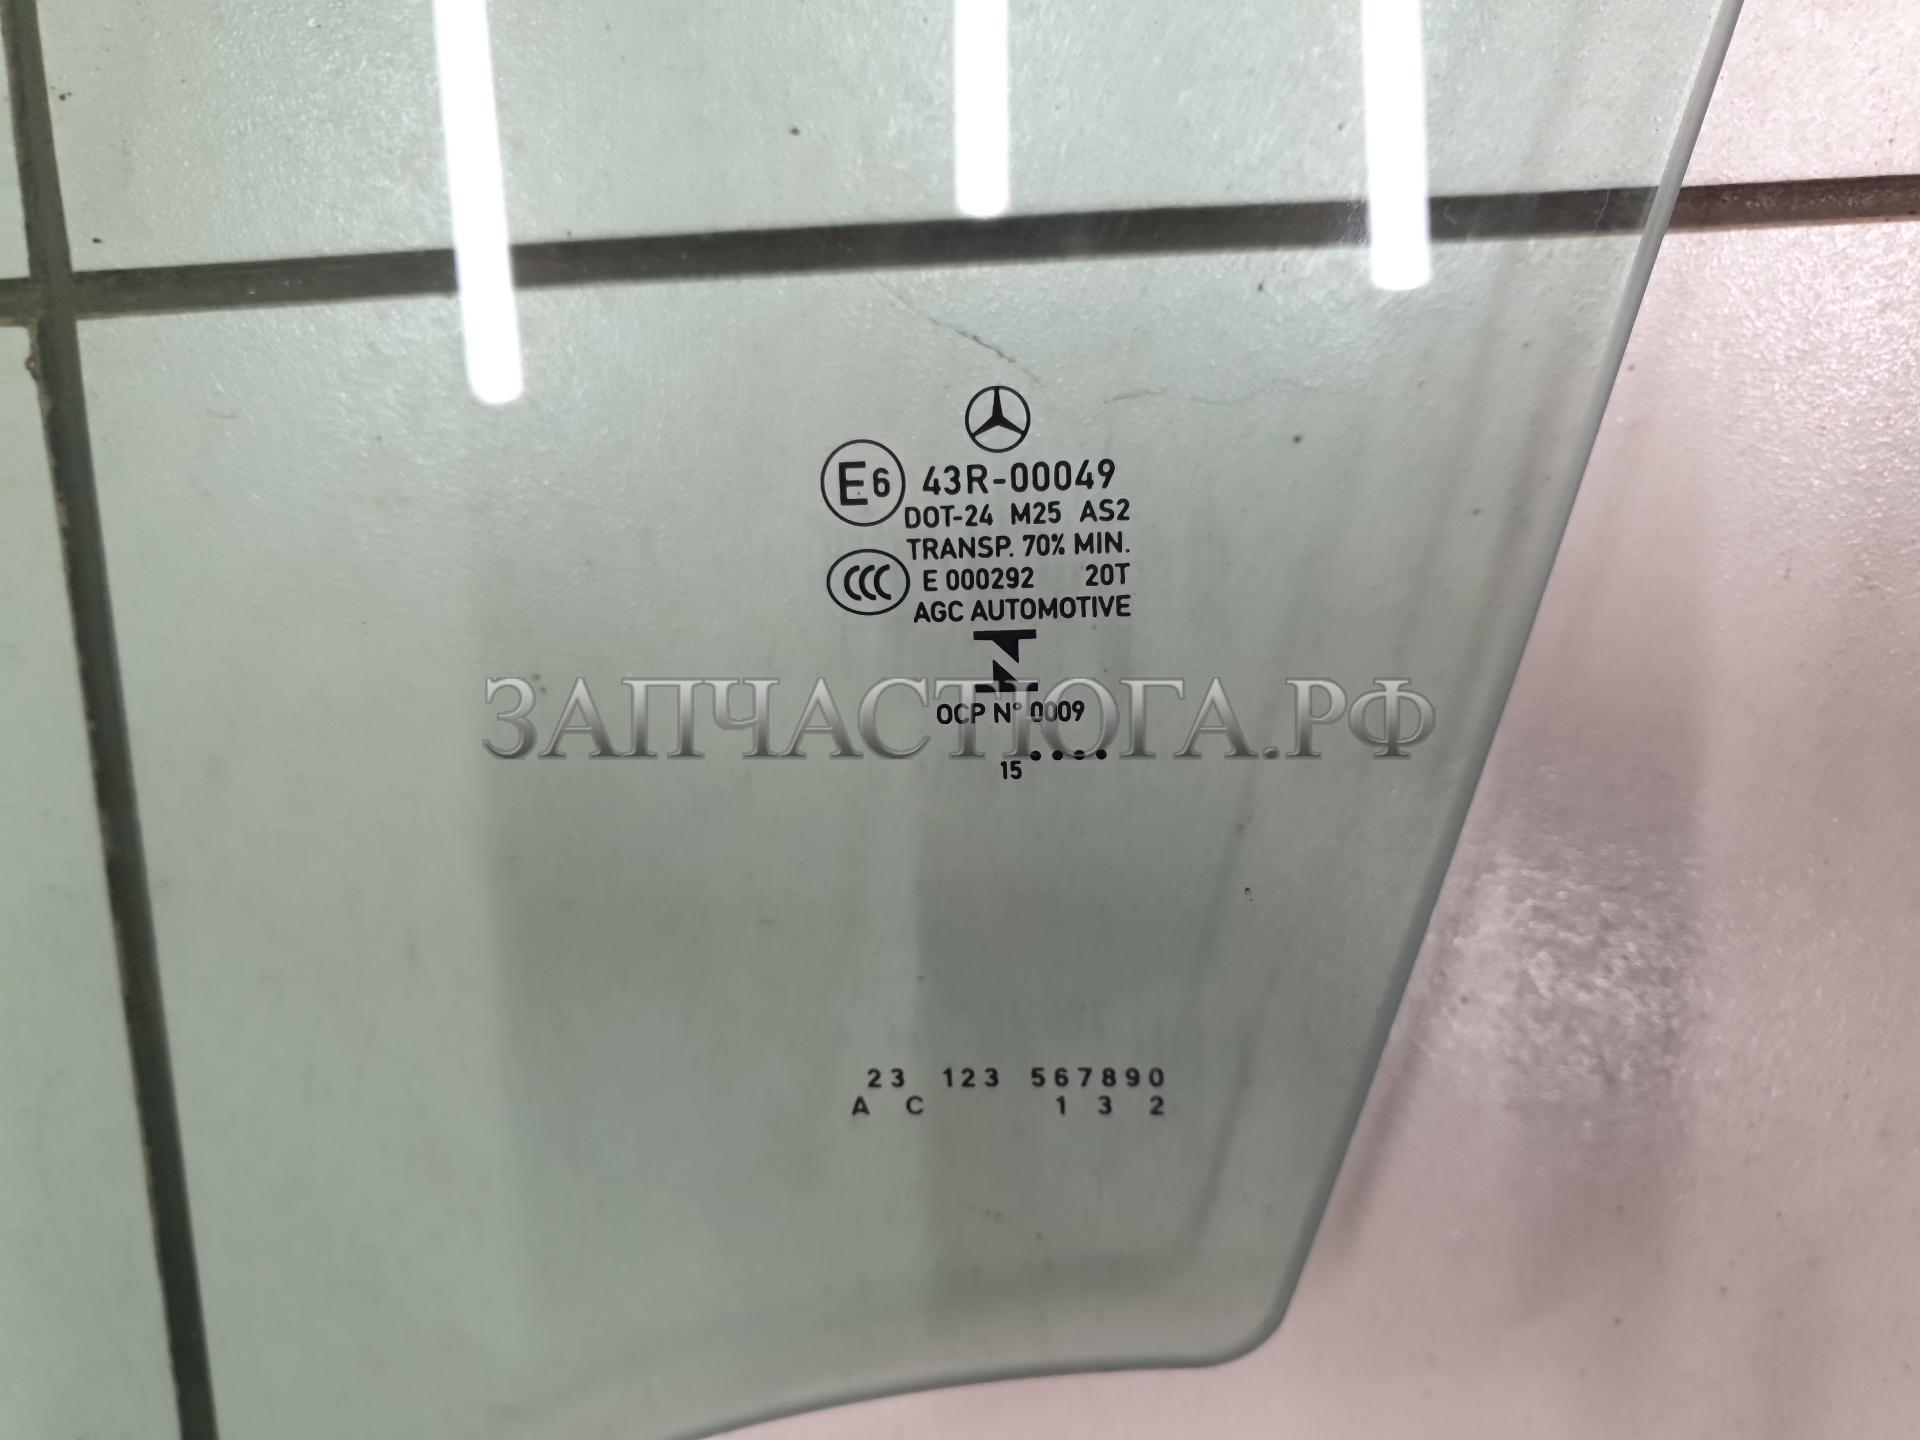 E6 43R-00049
DOT-24 M25 AS2
TRANSP. 70% MIN.
CCC E 000292 20T
AGC AUTOMOTIVE
ЗАПЧАСТЮГА.РФ
OCP N° 0009
15 ....
23 123 567890
A C 1 3 2